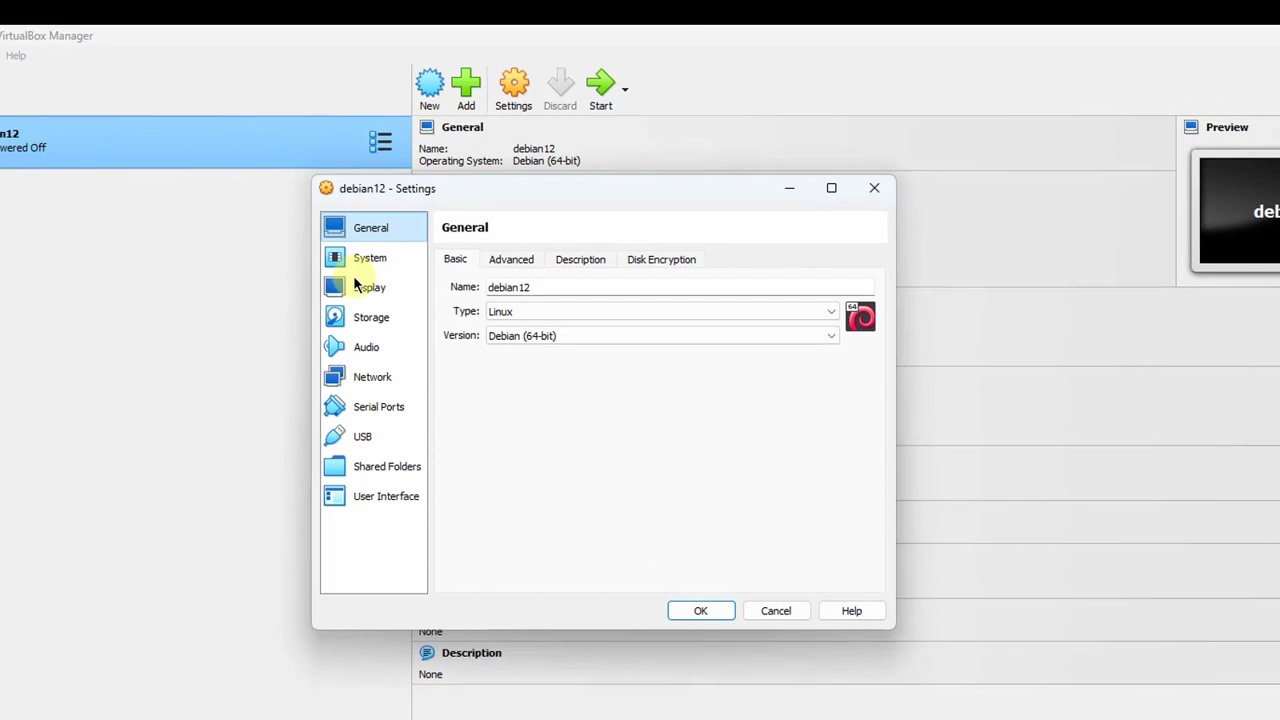 VirtualBox Manager
Help
New
Add
Settings
Discard
Start
n12
wered Off
General
Name: debian12
Operating System: Debian (64-bit)
Preview
deb
debian12 - Settings
General
System
Display
Storage
Audio
Network
Serial Ports
USB
Shared Folders
User Interface
General
Basic
Advanced
Description
Disk Encryption
Name: debian12
Type: Linux
64
Version: Debian (64-bit)
OK
Cancel
Help
None
Description
None